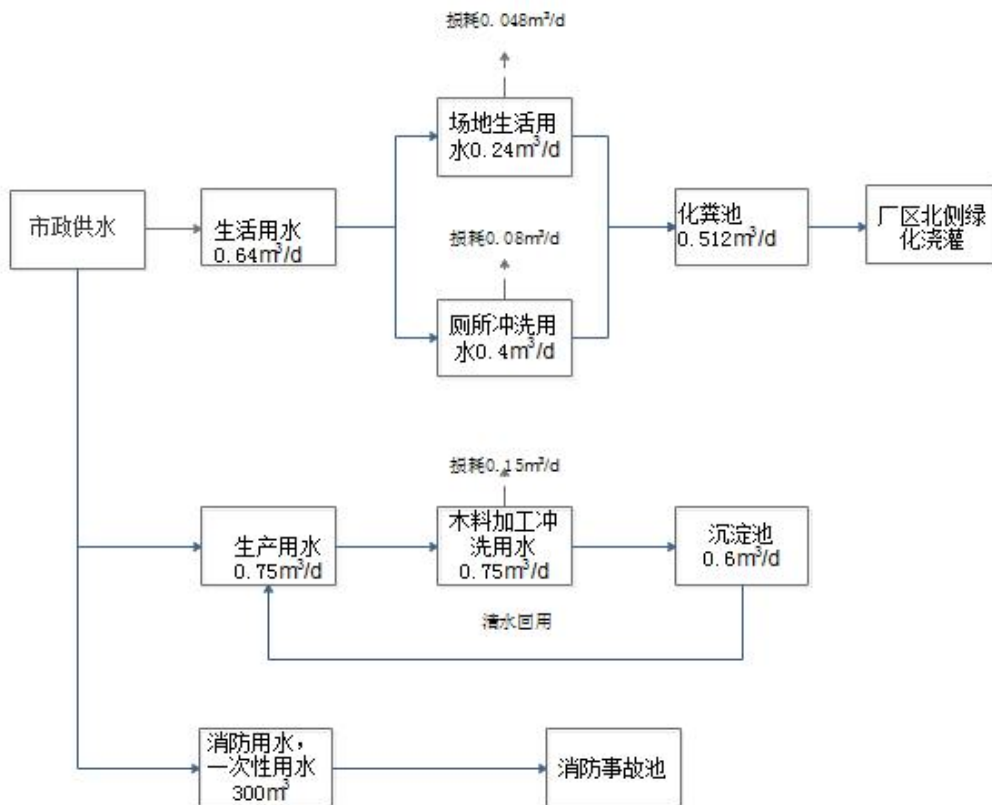 损耗0.048m³/d
场地生活用
水0.24m³/d
市政供水
生活用水
0.64m³/d
损耗0.08m³/d
化粪池
0.512m³/d
厂区北侧绿
化浇灌
厕所冲洗用
水0.4m³/d
损耗0.15m³/d
生产用水
0.75m³/d
木料加工冲
洗用水
0.75m³/d
沉淀池
0.6m³/d
清水回用
消防用水，
一次性用水
300m³
消防事故池